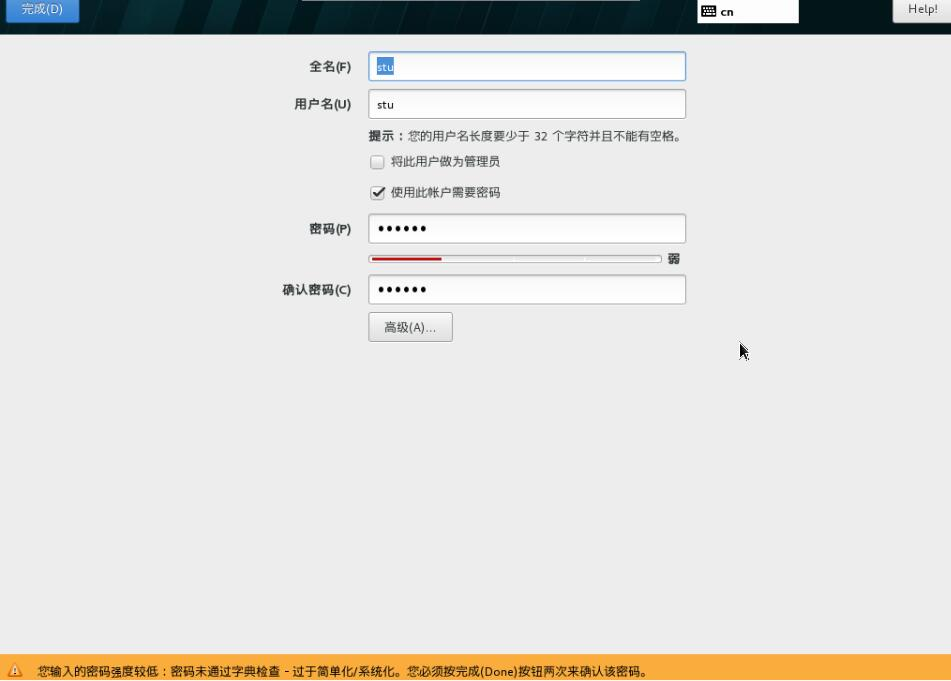 完成(D)
cn
Help!
全名(F)
stu
用户名(U)
stu
提示：您的用户名长度要少于 32 个字符并且不能有空格。
将此用户做为管理员
使用此帐户需要密码
密码(P)
●●●●●●
弱
确认密码(C)
●●●●●●
高级(A)...
您输入的密码强度较低：密码未通过字典检查 - 过于简单化/系统化。您必须按完成(Done)按钮两次来确认该密码。